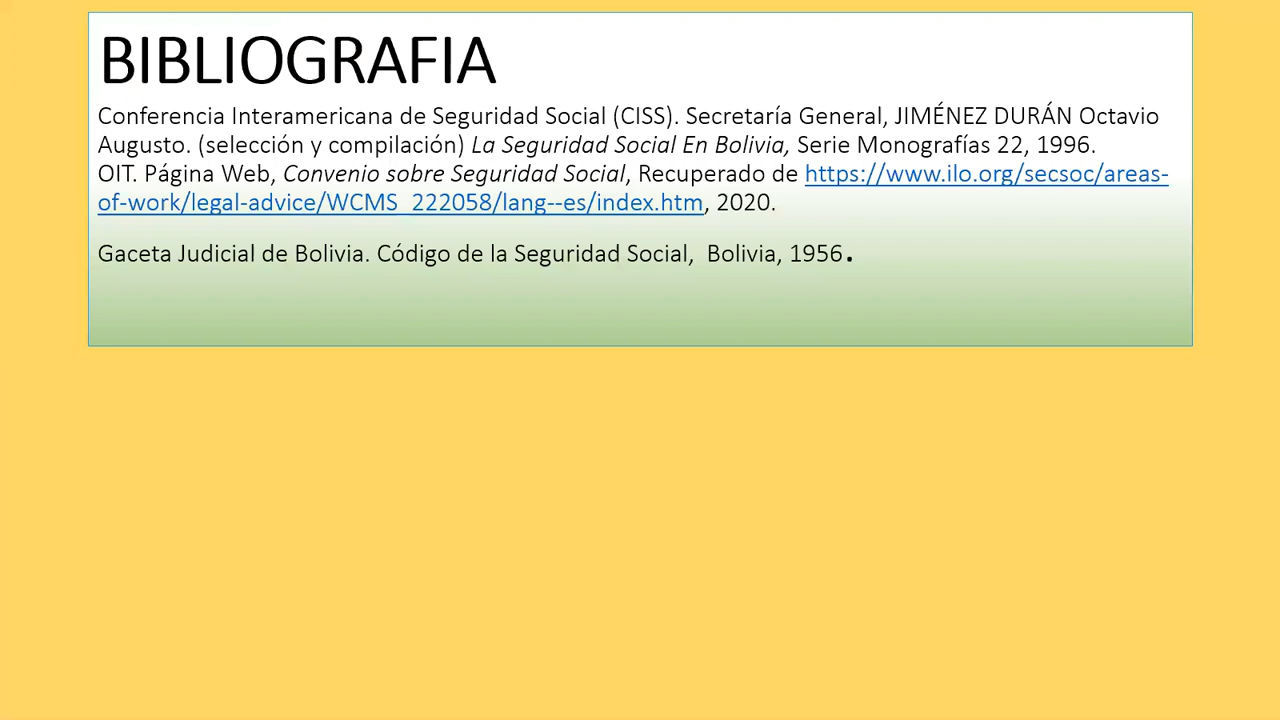 BIBLIOGRAFIA
Conferencia Interamericana de Seguridad Social (CISS). Secretaría General, JIMÉNEZ DURÁN Octavio
Augusto. (selección y compilación) La Seguridad Social En Bolivia, Serie Monografías 22, 1996.
OIT. Página Web, Convenio sobre Seguridad Social, Recuperado de https://www.ilo.org/secsoc/areas-
of-work/legal-advice/WCMS_222058/lang--es/index.htm, 2020.
Gaceta Judicial de Bolivia. Código de la Seguridad Social,  Bolivia, 1956.